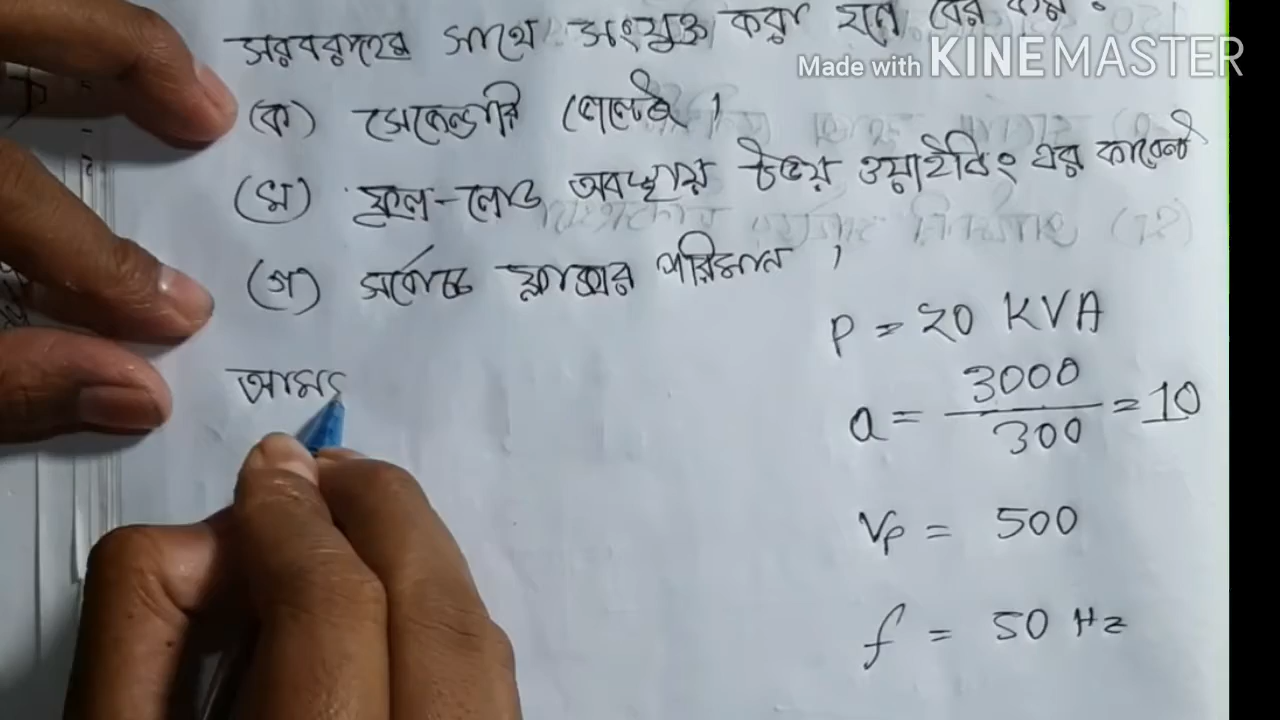 সরবরাহের সাথে সংযুক্ত করা হলে বের কর।
Made with KINEMASTER
(ক) সেকেন্ডারি ভোল্টেজ।
(খ) ফুল-লোড অবস্থায় উভয় ওয়াইন্ডিং এর কারেন্ট
(গ) সর্বোচ্চ ফ্লাক্সের পরিমান।
P = 20 KVA
a = 3000 / 300 = 10
আমর
Vp = 500
f = 50 Hz